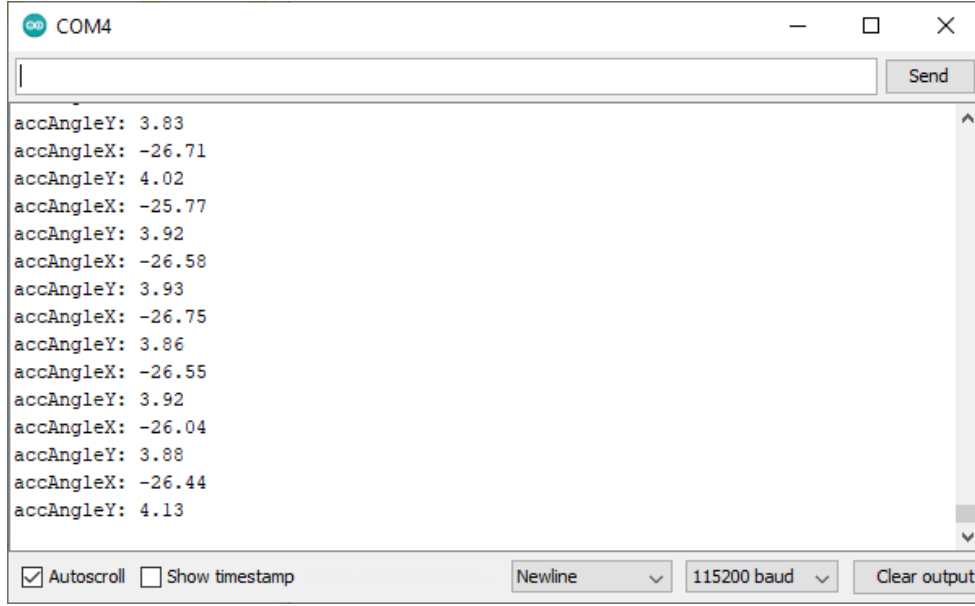 COM4
Send
accAngleY: 3.83
accAngleX: -26.71
accAngleY: 4.02
accAngleX: -25.77
accAngleY: 3.92
accAngleX: -26.58
accAngleY: 3.93
accAngleX: -26.75
accAngleY: 3.86
accAngleX: -26.55
accAngleY: 3.92
accAngleX: -26.04
accAngleY: 3.88
accAngleX: -26.44
accAngleY: 4.13
Autoscroll Show timestamp Newline 115200 baud Clear output